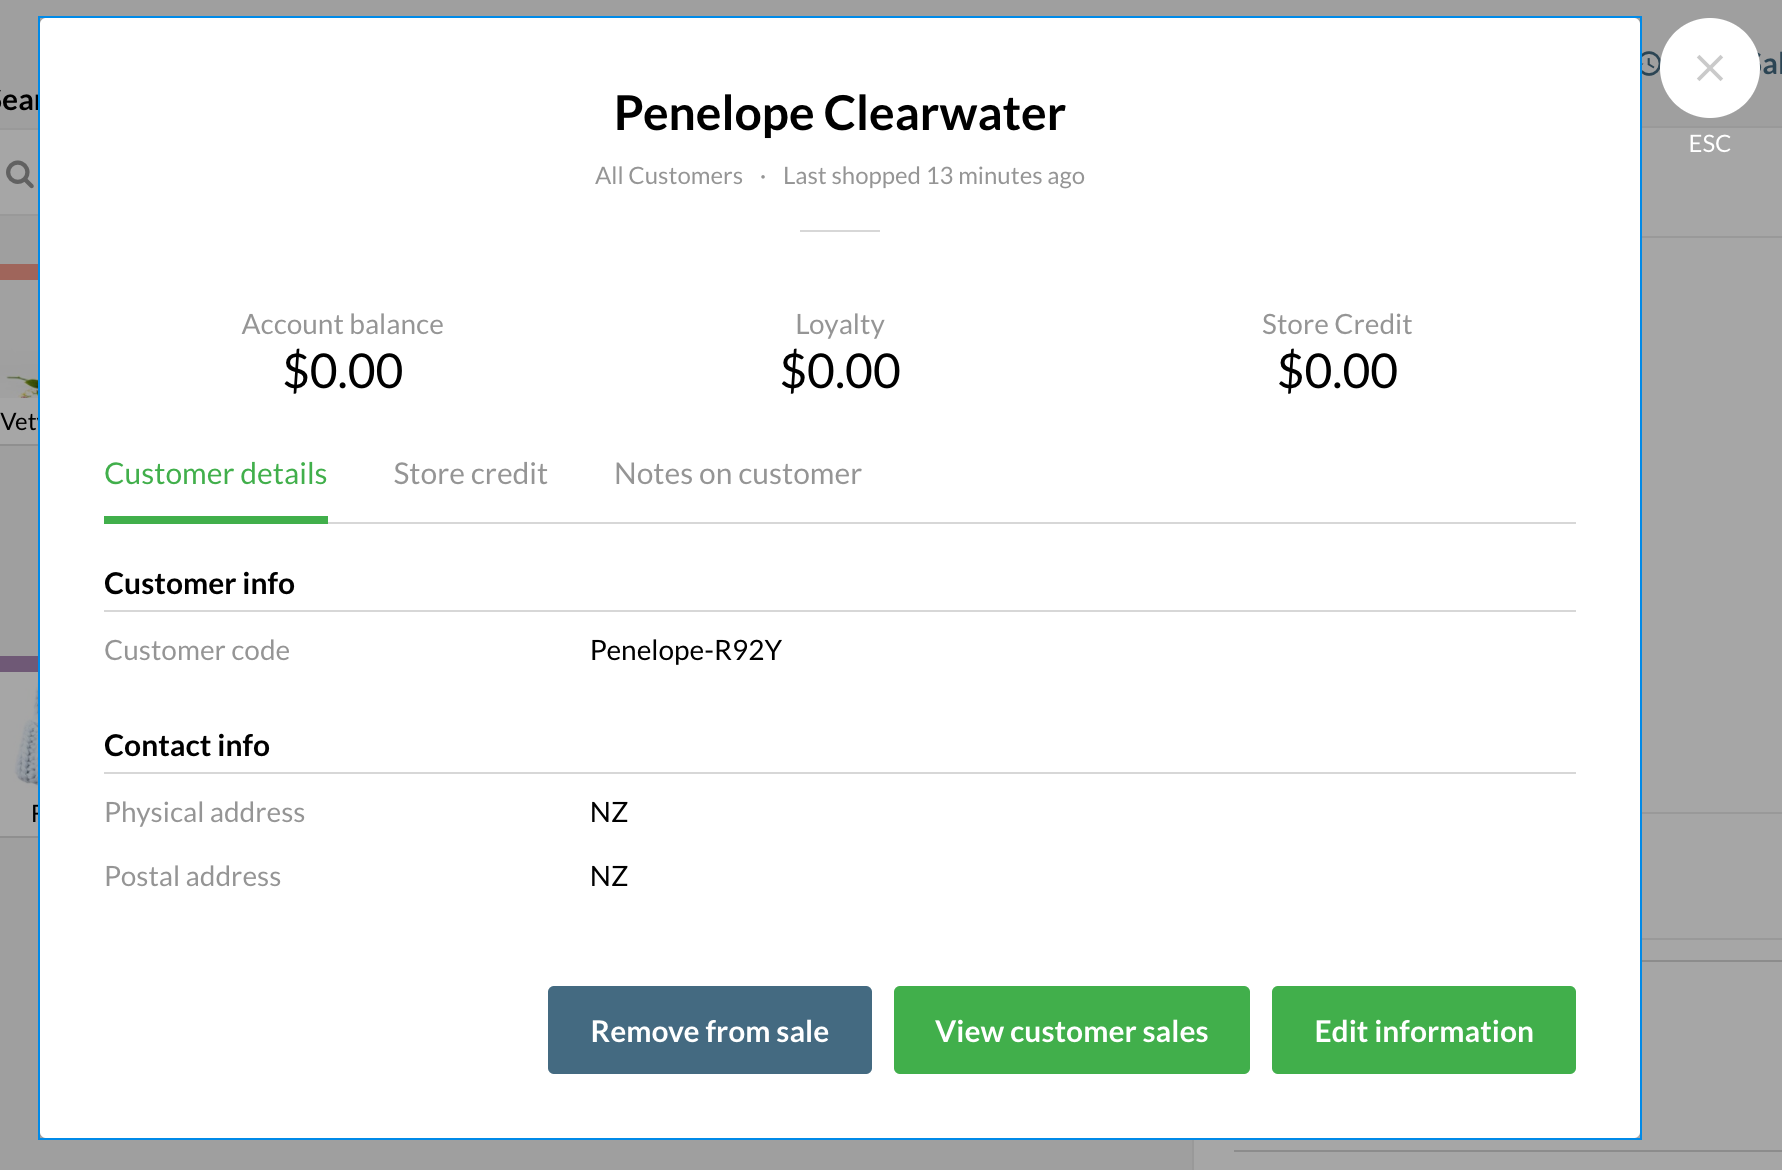 Penelope Clearwater
All Customers · Last shopped 13 minutes ago
ESC
Account balance
$0.00
Loyalty
$0.00
Store Credit
$0.00
Customer details
Store credit
Notes on customer
Customer info
Customer code Penelope-R92Y
Contact info
Physical address NZ
Postal address NZ
Remove from sale
View customer sales
Edit information